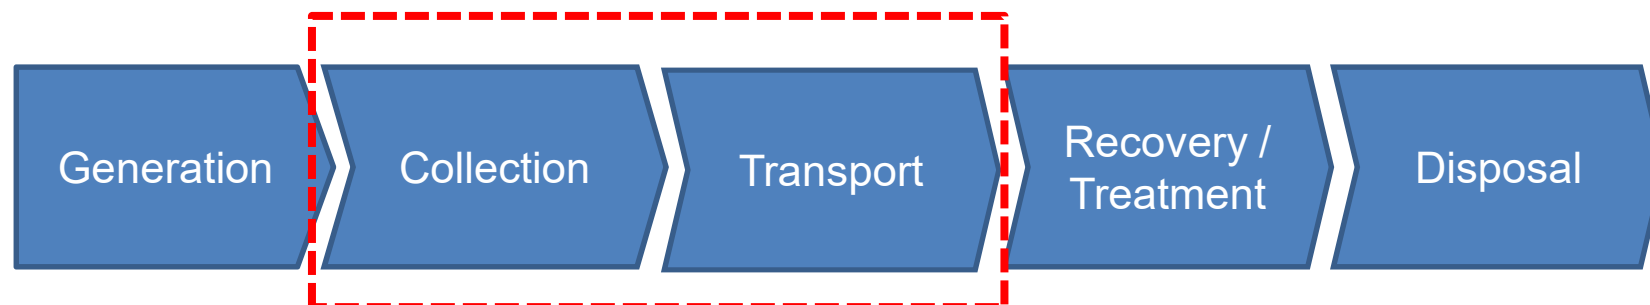 Generation
Collection
Transport
Recovery /
Treatment
Disposal